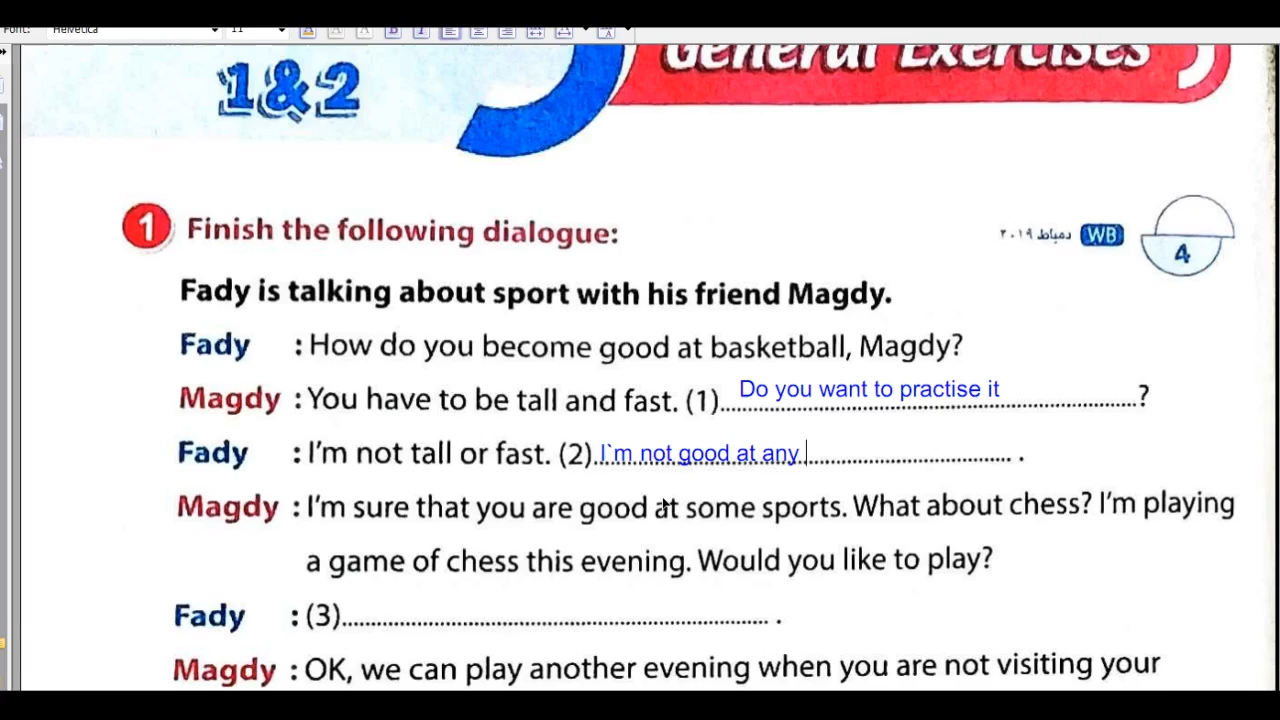 Font: Helvetica 11
General Exercises
1&2
1 Finish the following dialogue:
دمياط ٢٠١٩ WB
4
Fady is talking about sport with his friend Magdy.
Fady : How do you become good at basketball, Magdy?
Magdy : You have to be tall and fast. (1) Do you want to practise it ?
Fady : I'm not tall or fast. (2) I`m not good at any .
Magdy : I'm sure that you are good at some sports. What about chess? I'm playing
a game of chess this evening. Would you like to play?
Fady : (3) .
Magdy : OK, we can play another evening when you are not visiting your